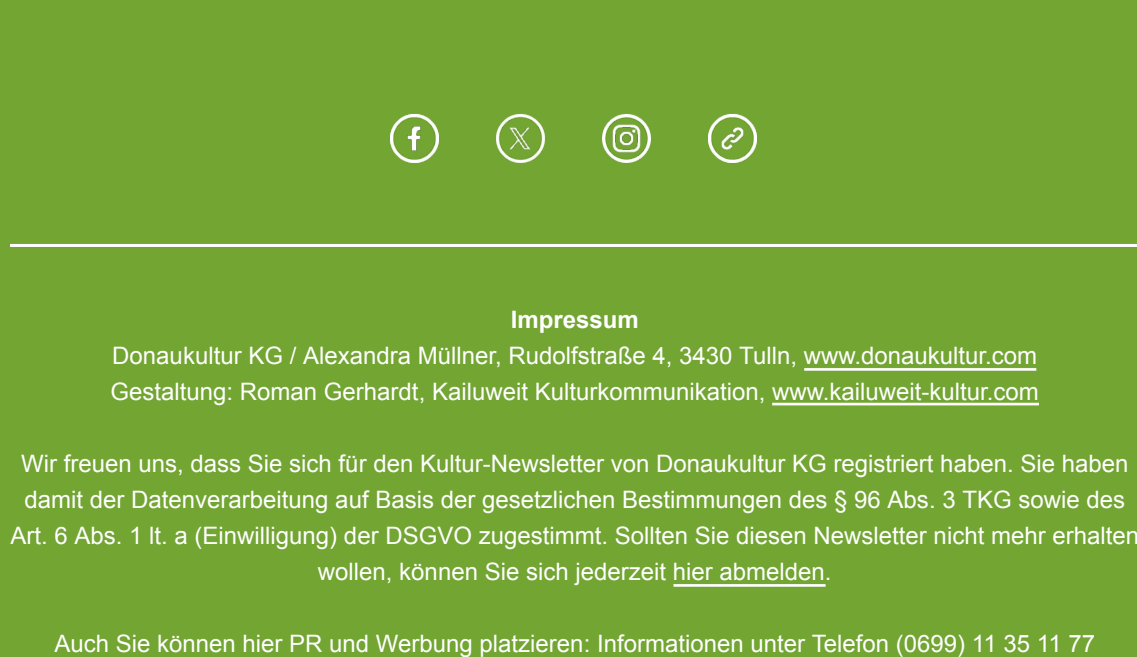 Impressum
Donaukultur KG / Alexandra Müllner, Rudolfstraße 4, 3430 Tulln, www.donaukultur.com
Gestaltung: Roman Gerhardt, Kailuweit Kulturkommunikation, www.kailuweit-kultur.com
Wir freuen uns, dass Sie sich für den Kultur-Newsletter von Donaukultur KG registriert haben. Sie haben
damit der Datenverarbeitung auf Basis der gesetzlichen Bestimmungen des § 96 Abs. 3 TKG sowie des
Art. 6 Abs. 1 lt. a (Einwilligung) der DSGVO zugestimmt. Sollten Sie diesen Newsletter nicht mehr erhalten
wollen, können Sie sich jederzeit hier abmelden.
Auch Sie können hier PR und Werbung platzieren: Informationen unter Telefon (0699) 11 35 11 77